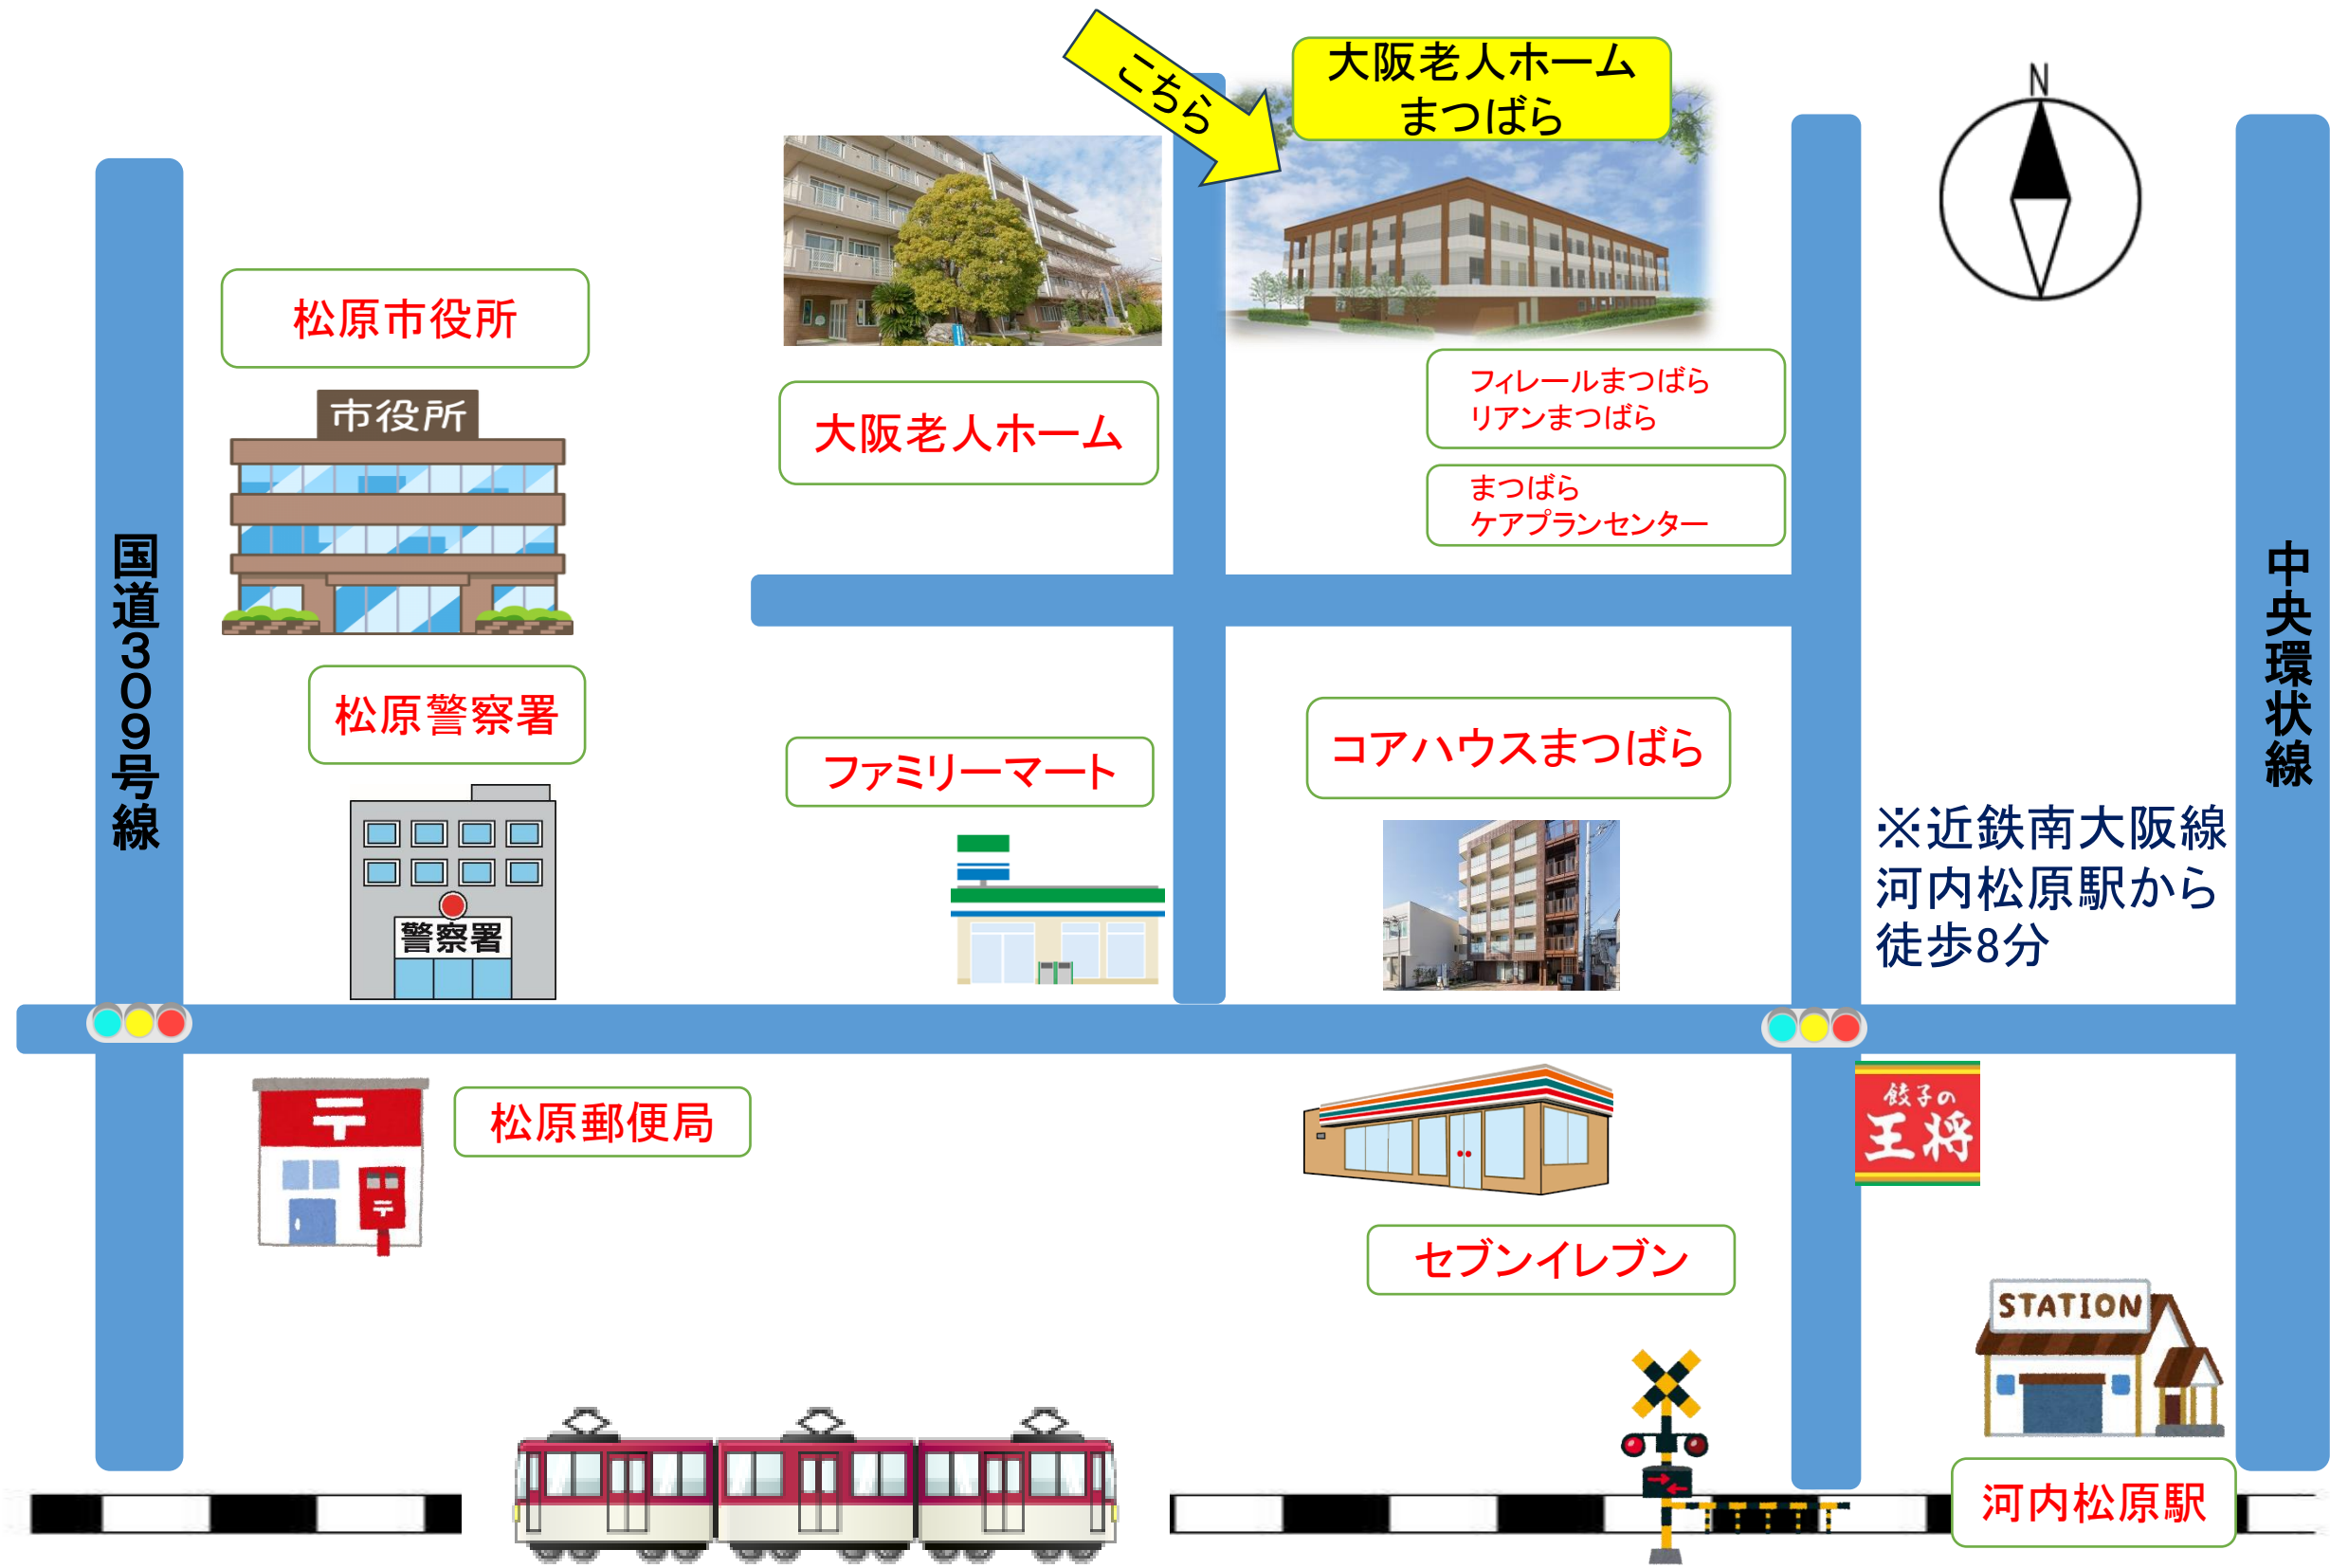 こちら
大阪老人ホーム
まつばら
N
松原市役所
市役所
大阪老人ホーム
フィレールまつばら
リアンまつばら
まつばら
ケアプランセンター
国道309号線
中央環状線
松原警察署
警察署
ファミリーマート
コアハウスまつばら
※近鉄南大阪線
河内松原駅から
徒歩8分
〒
〒
松原郵便局
餃子の
王将
セブンイレブン
STATION
河内松原駅